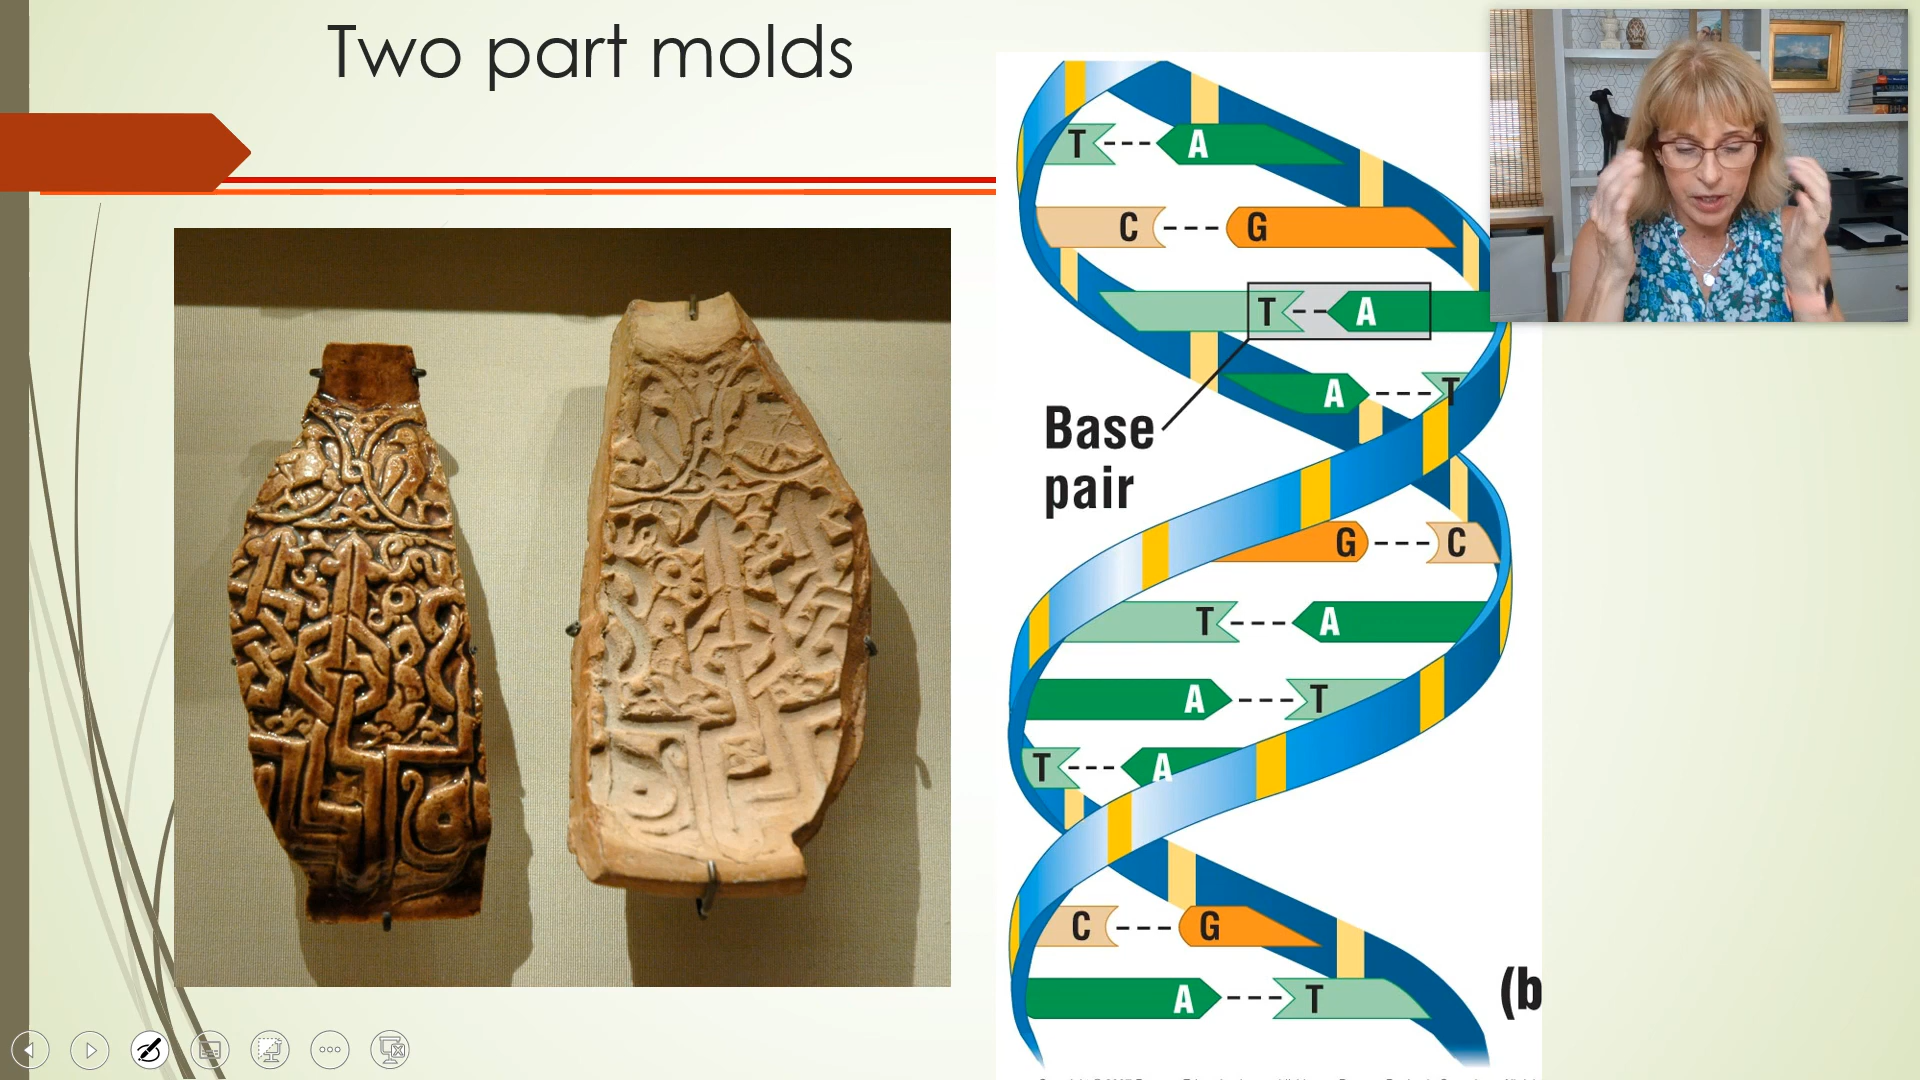 Two part molds
T A
C G
T A
A T
Base
pair
G C
T A
A T
T A
C G
A T
(b